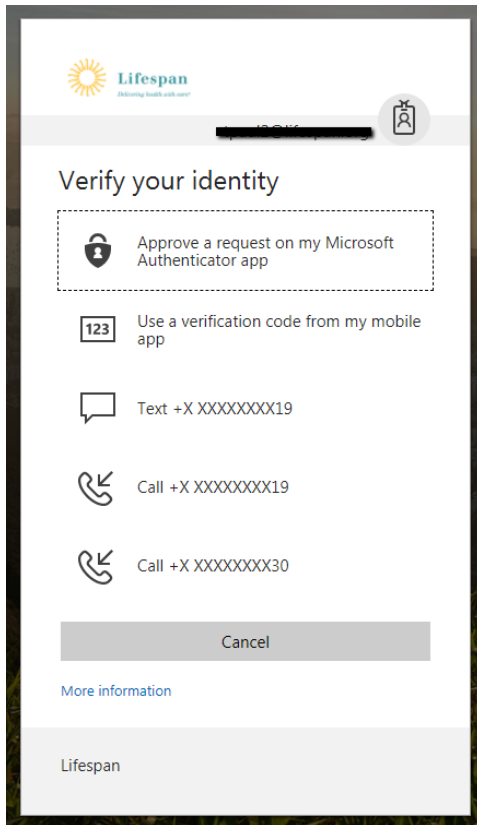 Lifespan
Delivering health with care!
Verify your identity
Approve a request on my Microsoft
Authenticator app
123
Use a verification code from my mobile
app
Text +X XXXXXXXX19
Call +X XXXXXXXX19
Call +X XXXXXXXX30
Cancel
More information
Lifespan